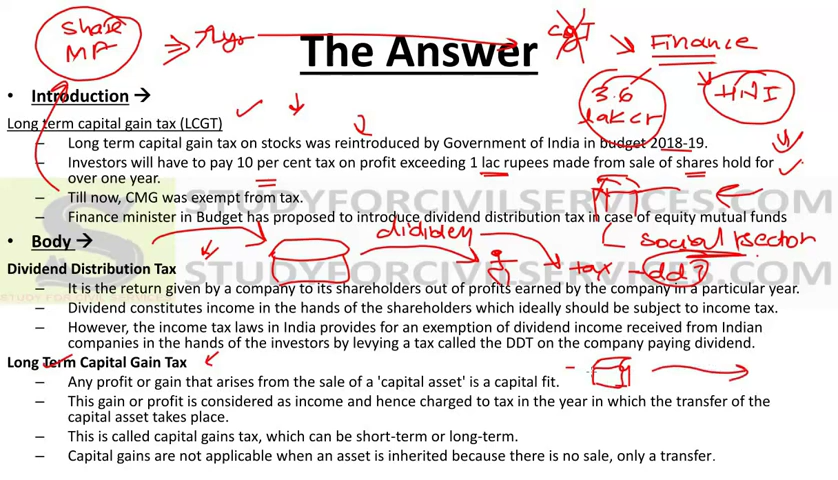 Share
MF
CGT
Finance
The Answer
3.6
lakcr
HNI
• Introduction →
Long term capital gain tax (LCGT)
– Long term capital gain tax on stocks was reintroduced by Government of India in budget 2018-19.
– Investors will have to pay 10 per cent tax on profit exceeding 1 lac rupees made from sale of shares hold for
over one year.
– Till now, CMG was exempt from tax.
– Finance minister in Budget has proposed to introduce dividend distribution tax in case of equity mutual funds
STUDYFORCIVILSERVICES.COM
social sector
• Body →
tax – ddt
Dividend Distribution Tax
STUDYFORCIVILSERVICES.COM
STUDY FOR CIVIL SERVICES
– It is the return given by a company to its shareholders out of profits earned by the company in a particular year.
– Dividend constitutes income in the hands of the shareholders which ideally should be subject to income tax.
– However, the income tax laws in India provides for an exemption of dividend income received from Indian
companies in the hands of the investors by levying a tax called the DDT on the company paying dividend.
Long Term Capital Gain Tax
– Any profit or gain that arises from the sale of a 'capital asset' is a capital fit.
– This gain or profit is considered as income and hence charged to tax in the year in which the transfer of the
capital asset takes place.
– This is called capital gains tax, which can be short-term or long-term.
– Capital gains are not applicable when an asset is inherited because there is no sale, only a transfer.